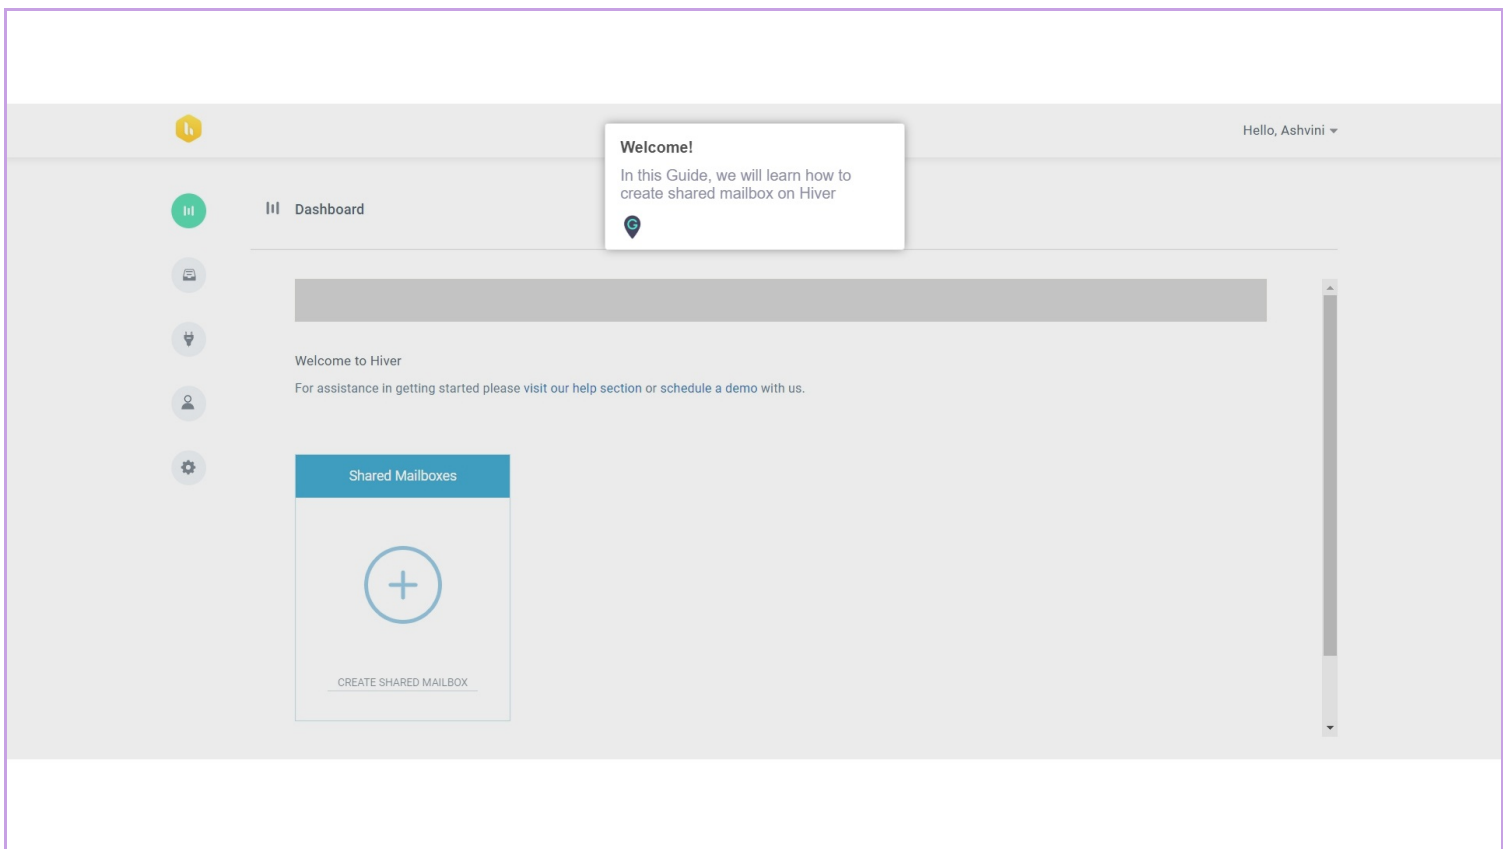 Hello, Ashvini
Welcome!
In this Guide, we will learn how to
create shared mailbox on Hiver
G
Dashboard
Welcome to Hiver
For assistance in getting started please visit our help section or schedule a demo with us.
Shared Mailboxes
CREATE SHARED MAILBOX